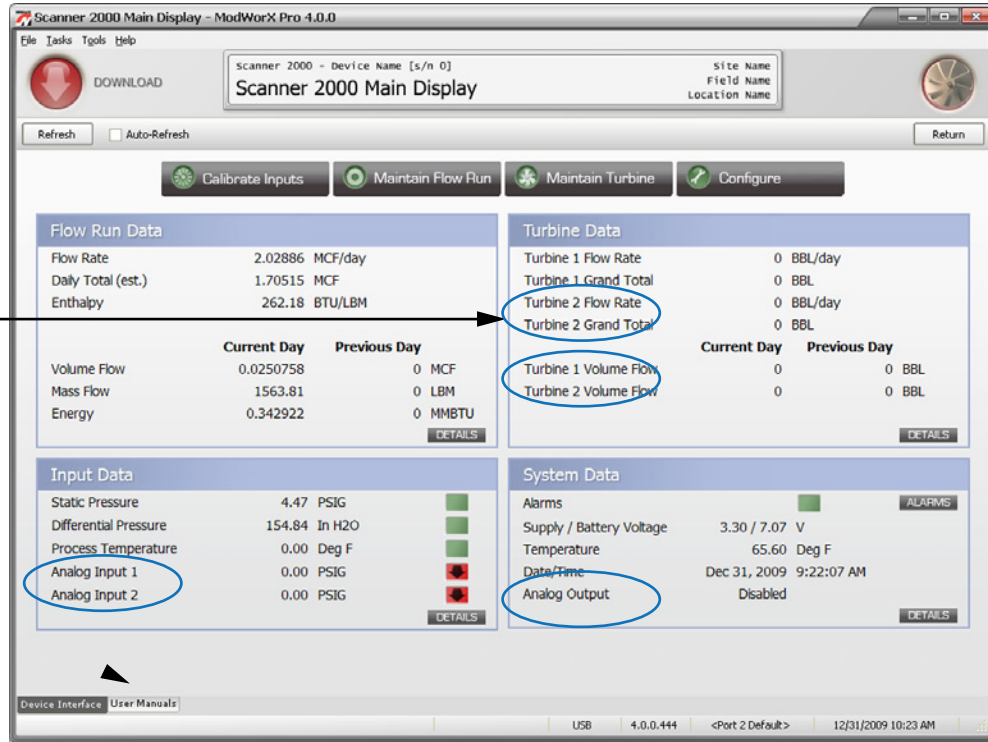 Scanner 2000 Main Display - ModWorX Pro 4.0.0
File Tasks Tools Help
DOWNLOAD
Scanner 2000 - Device Name [s/n 0]
Scanner 2000 Main Display
Site Name
Field Name
Location Name
Refresh Auto-Refresh Return
Calibrate Inputs Maintain Flow Run Maintain Turbine Configure
Flow Run Data
Flow Rate 2.02886 MCF/day
Daily Total (est.) 1.70515 MCF
Enthalpy 262.18 BTU/LBM
Current Day Previous Day
Volume Flow 0.0250758 0 MCF
Mass Flow 1563.81 0 LBM
Energy 0.342922 0 MMBTU
DETAILS
Turbine Data
Turbine 1 Flow Rate 0 BBL/day
Turbine 1 Grand Total 0 BBL
Turbine 2 Flow Rate 0 BBL/day
Turbine 2 Grand Total 0 BBL
Current Day Previous Day
Turbine 1 Volume Flow 0 0 BBL
Turbine 2 Volume Flow 0 0 BBL
DETAILS
Input Data
Static Pressure 4.47 PSIG
Differential Pressure 154.84 In H2O
Process Temperature 0.00 Deg F
Analog Input 1 0.00 PSIG
Analog Input 2 0.00 PSIG
DETAILS
System Data
Alarms ALARMS
Supply / Battery Voltage 3.30 / 7.07 V
Temperature 65.60 Deg F
Date/Time Dec 31, 2009 9:22:07 AM
Analog Output Disabled
DETAILS
Device Interface User Manuals
USB 4.0.0.444 <Port 2 Default> 12/31/2009 10:23 AM